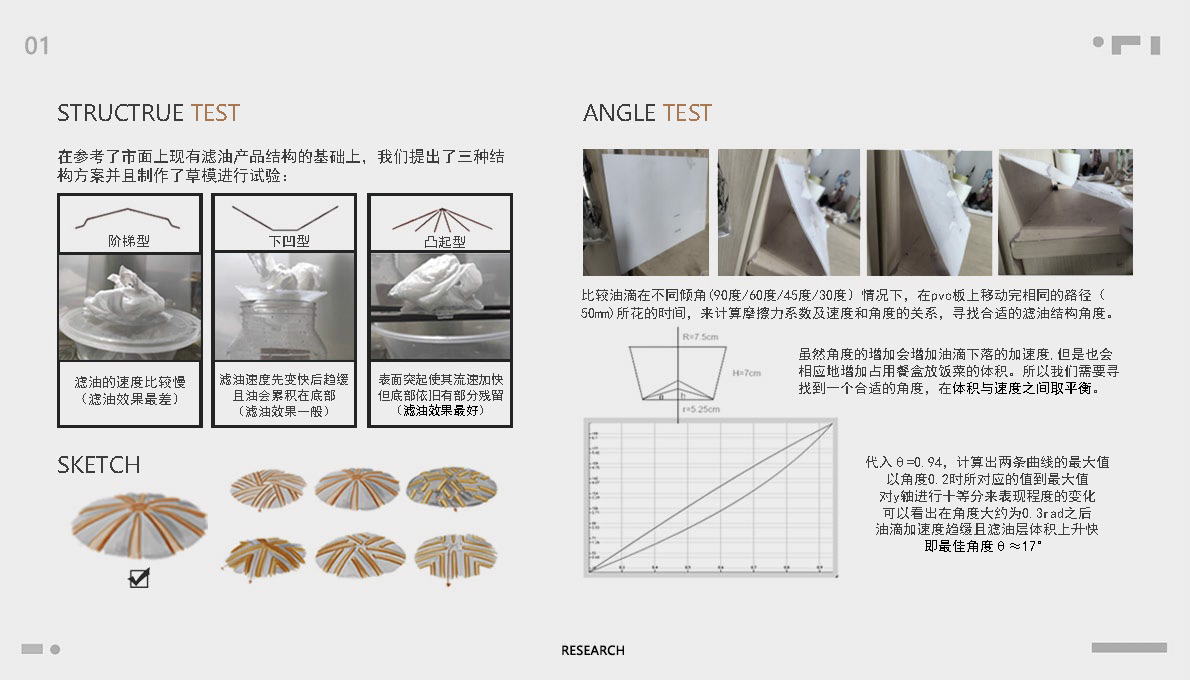 01
STRUCTRUE TEST
在参考了市面上现有滤油产品结构的基础上，我们提出了三种结
构方案并且制作了草模进行试验：
阶梯型
下凹型
凸起型
滤油的速度比较慢
（滤油效果最差）
滤油速度先变快后趋缓
且油会累积在底部
（滤油效果一般）
表面突起使其流速加快
但底部依旧有部分残留
（滤油效果最好）
SKETCH
ANGLE TEST
比较油滴在不同倾角(90度/60度/45度/30度）情况下，在pvc板上移动完相同的路径（
50mm)所花的时间，来计算摩擦力系数及速度和角度的关系，寻找合适的滤油结构角度。
R=7.5cm
H=7cm
θ
h
r=5.25cm
虽然角度的增加会增加油滴下落的加速度,但是也会
相应地增加占用餐盒放饭菜的体积。所以我们需要寻
找到一个合适的角度，在体积与速度之间取平衡。
代入θ=0.94，计算出两条曲线的最大值
以角度0.2时所对应的值到最大值
对y轴进行十等分来表现程度的变化
可以看出在角度大约为0.3rad之后
油滴加速度趋缓且滤油层体积上升快
即最佳角度θ≈17°
RESEARCH